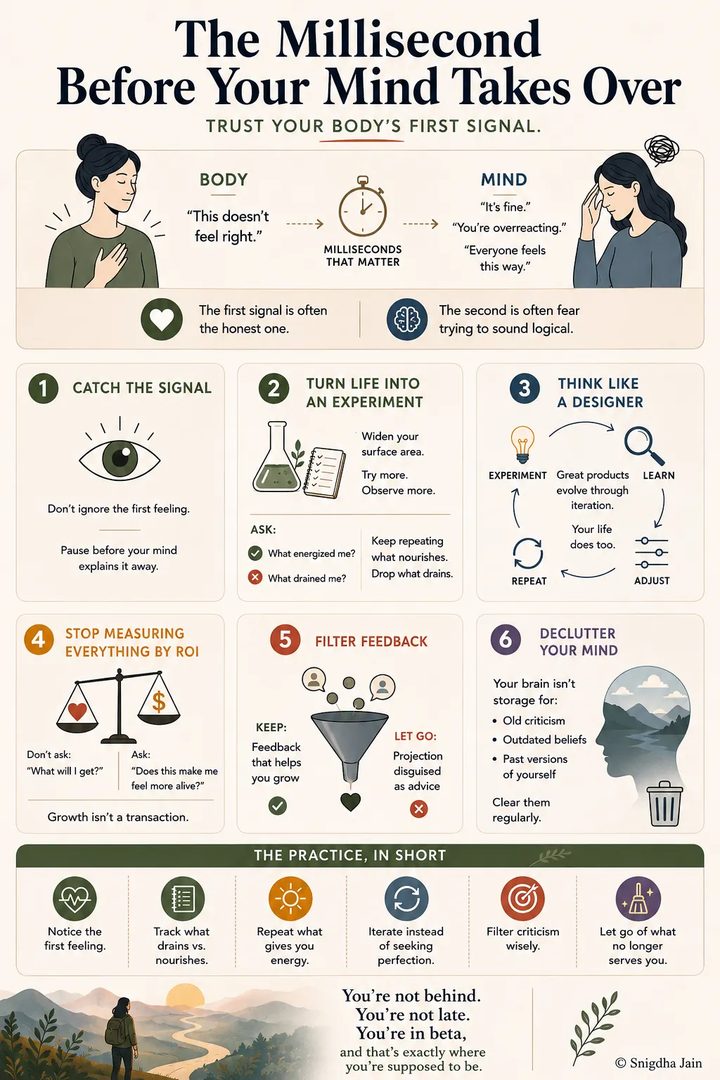 The Millisecond
Before Your Mind Takes Over
TRUST YOUR BODY'S FIRST SIGNAL.
BODY
"This doesn't
feel right."
MILLISECONDS
THAT MATTER
MIND
"It's fine."
"You're overreacting."
"Everyone feels
this way."
The first signal is often
the honest one.
The second is often fear
trying to sound logical.
1 CATCH THE SIGNAL
Don't ignore the first feeling.
Pause before your mind
explains it away.
2 TURN LIFE INTO
AN EXPERIMENT
Widen your
surface area.
Try more.
Observe more.
ASK:
What energized me?
What drained me?
Keep repeating
what nourishes.
Drop what drains.
3 THINK LIKE
A DESIGNER
EXPERIMENT
LEARN
ADJUST
REPEAT
Great products
evolve through
iteration.
Your life
does too.
4 STOP MEASURING
EVERYTHING BY ROI
$
Don't ask:
"What will I get?"
Ask:
"Does this make me
feel more alive?"
Growth isn't a transaction.
5 FILTER FEEDBACK
KEEP:
Feedback
that helps
you grow
LET GO:
Projection
disguised
as advice
6 DECLUTTER
YOUR MIND
Your brain isn't
storage for:
• Old criticism
• Outdated beliefs
• Past versions
of yourself
Clear them
regularly.
THE PRACTICE, IN SHORT
Notice the
first feeling.
Track what
drains vs.
nourishes.
Repeat what
gives you
energy.
Iterate instead
of seeking
perfection.
Filter criticism
wisely.
Let go of what
no longer
serves you.
You're not behind.
You're not late.
You're in beta,
and that's exactly where
you're supposed to be.
© Snigdha Jain